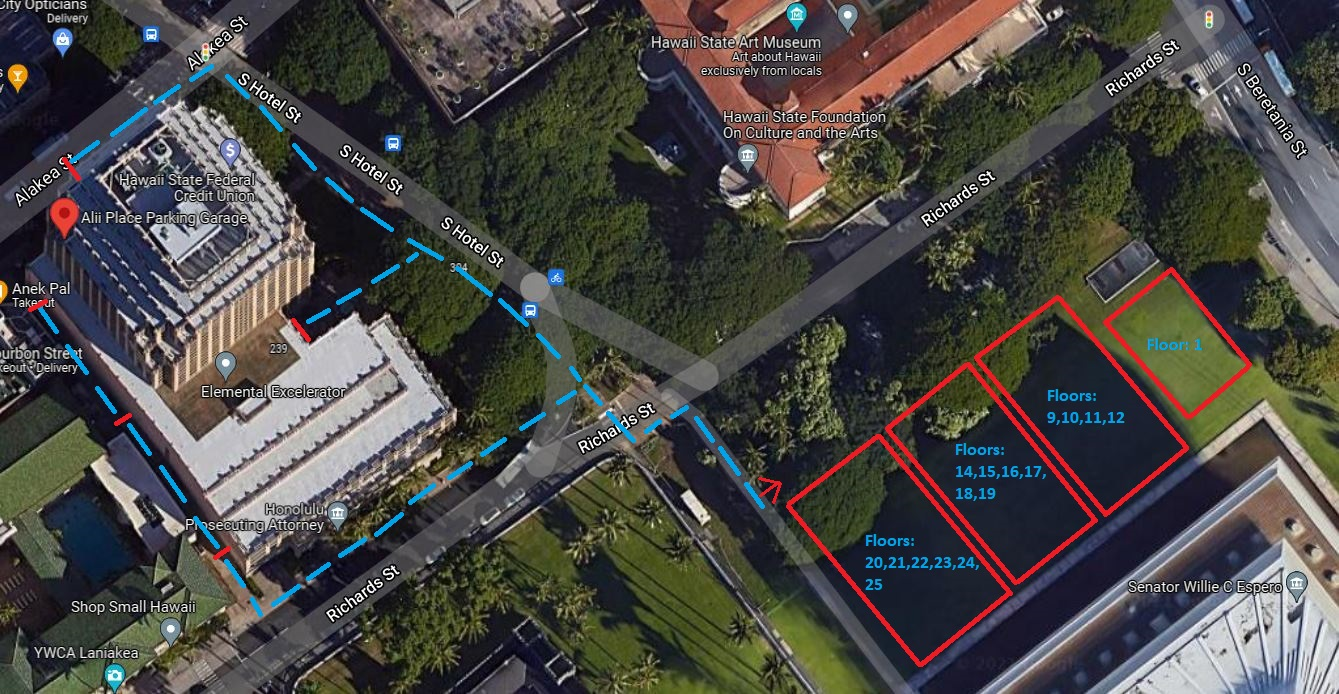 City Opticians
Delivery
Alakea St
S Hotel St
Hawaii State Art Museum
Art about Hawaii
exclusively from locals
Richards St
S Beretania St
Hawaii State Foundation
On Culture and the Arts
S Hotel St
Alakea St
Hawaii State Federal
Credit Union
Alii Place Parking Garage
Richards St
S Hotel St
304
Anek Pal
Takeout
239
Elemental Excelerator
Floor: 1
Floors:
9,10,11,12
Richards St
Floors:
14,15,16,17,
18,19
Honolulu
Prosecuting Attorney
Floors:
20,21,22,23,24,
25
Richards St
Shop Small Hawaii
YWCA Laniakea
Senator Willie C Espero